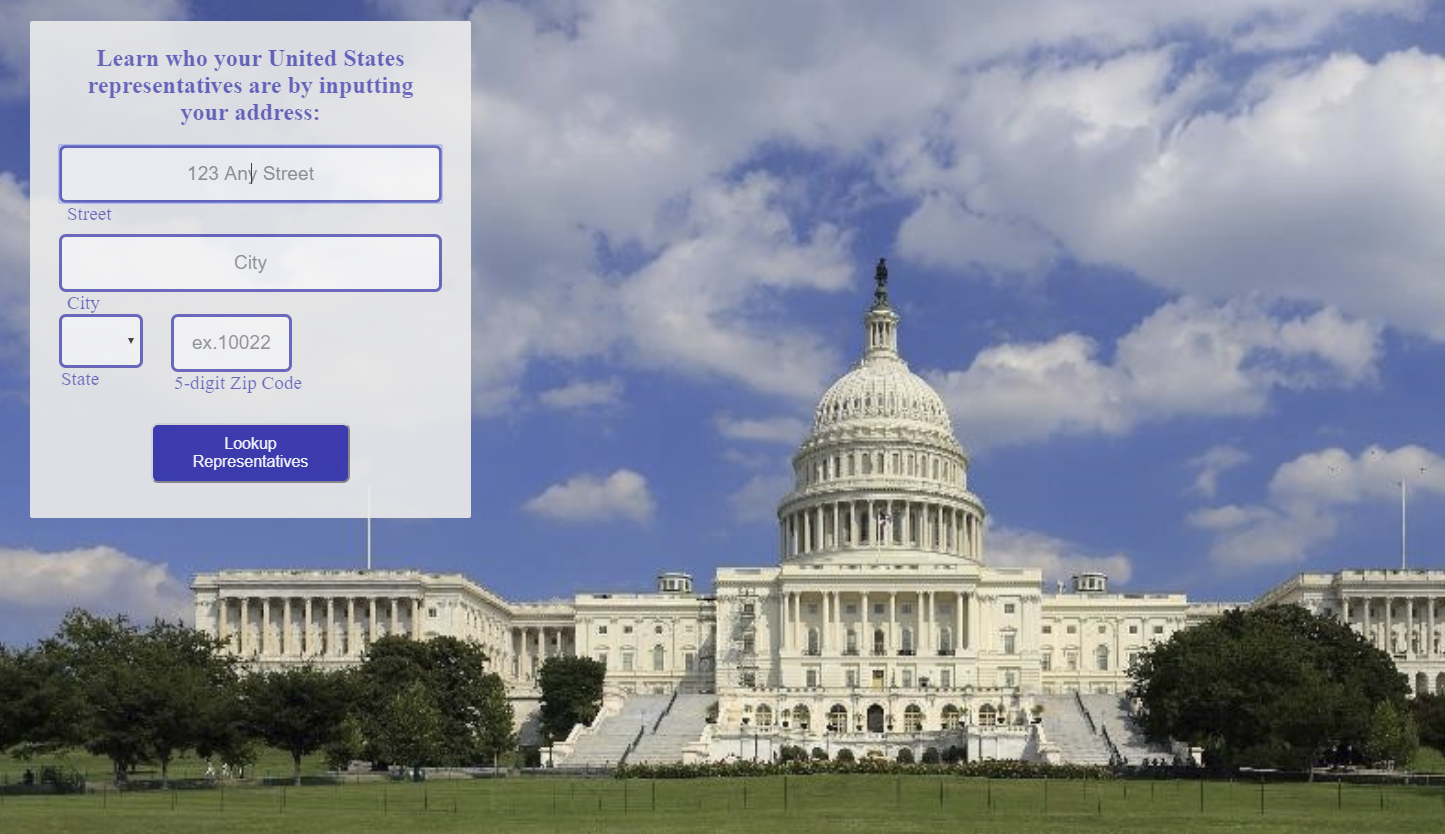 Learn who your United States
representatives are by inputting
your address:
123 Any Street
Street
City
City
ex.10022
State
5-digit Zip Code
Lookup
Representatives